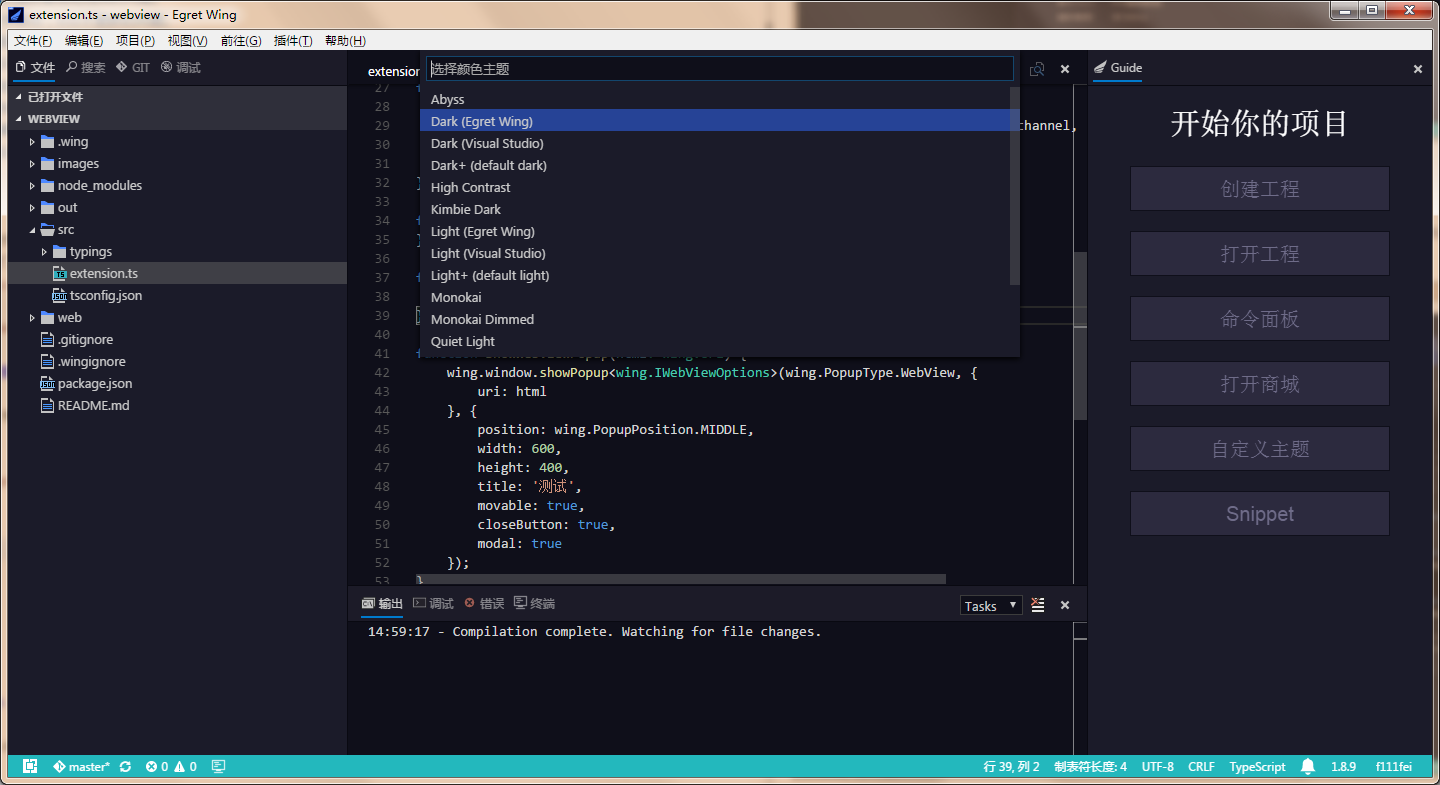 extension.ts - webview - Egret Wing
文件(F) 编辑(E) 项目(P) 视图(V) 前往(G) 插件(T) 帮助(H)
文件 搜索 GIT 调试
已打开文件
WEBVIEW
.wing
images
node_modules
out
src
typings
extension.ts
tsconfig.json
web
.gitignore
.wingignore
package.json
README.md
extension
选择颜色主题
Abyss
Dark (Egret Wing)
Dark (Visual Studio)
Dark+ (default dark)
High Contrast
Kimbie Dark
Light (Egret Wing)
Light (Visual Studio)
Light+ (default light)
Monokai
Monokai Dimmed
Quiet Light
27
28
29 channel,
30
31
32
33
34
35
36
37
38
39
40
41
42 wing.window.showPopup<wing.IWebViewOptions>(wing.PopupType.WebView, {
43 uri: html
44 }, {
45 position: wing.PopupPosition.MIDDLE,
46 width: 600,
47 height: 400,
48 title: '测试',
49 movable: true,
50 closeButton: true,
51 modal: true
52 });
53 }
输出 调试 错误 终端 Tasks
14:59:17 - Compilation complete. Watching for file changes.
Guide
开始你的项目
创建工程
打开工程
命令面板
打开商城
自定义主题
Snippet
master* 0 0 行 39, 列 2 制表符长度: 4 UTF-8 CRLF TypeScript 1.8.9 f111fei